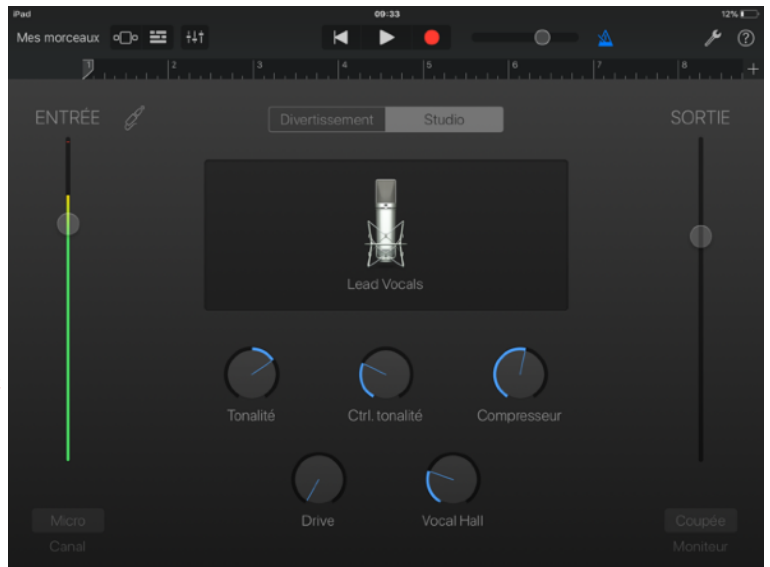 iPad 09:33 12%
Mes morceaux
1 2 3 4 5 6 7 8 +
ENTRÉE Divertissement Studio SORTIE
Lead Vocals
Tonalité Ctrl. tonalité Compresseur
Drive Vocal Hall
Micro Coupée
Canal Moniteur